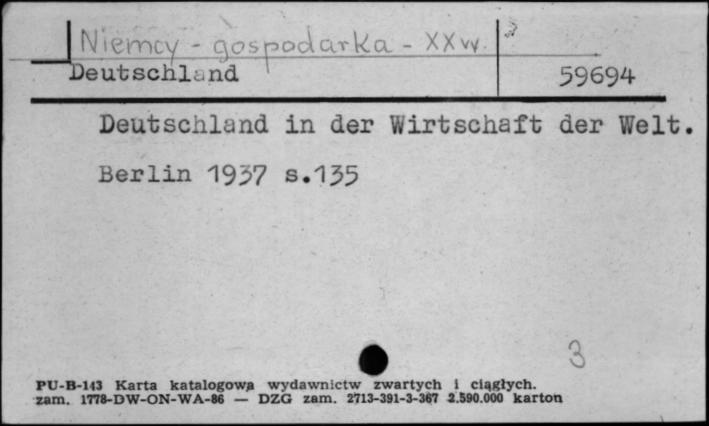 Niemcy - gospodarka - XX w.
Deutschland 59694
Deutschland in der Wirtschaft der Welt.
Berlin 1937 s.135
3
PU-B-143 Karta katalogowa wydawnictw zwartych i ciągłych.
zam. 1778-DW-ON-WA-86 — DZG zam. 2713-391-3-367 2.590.000 karton